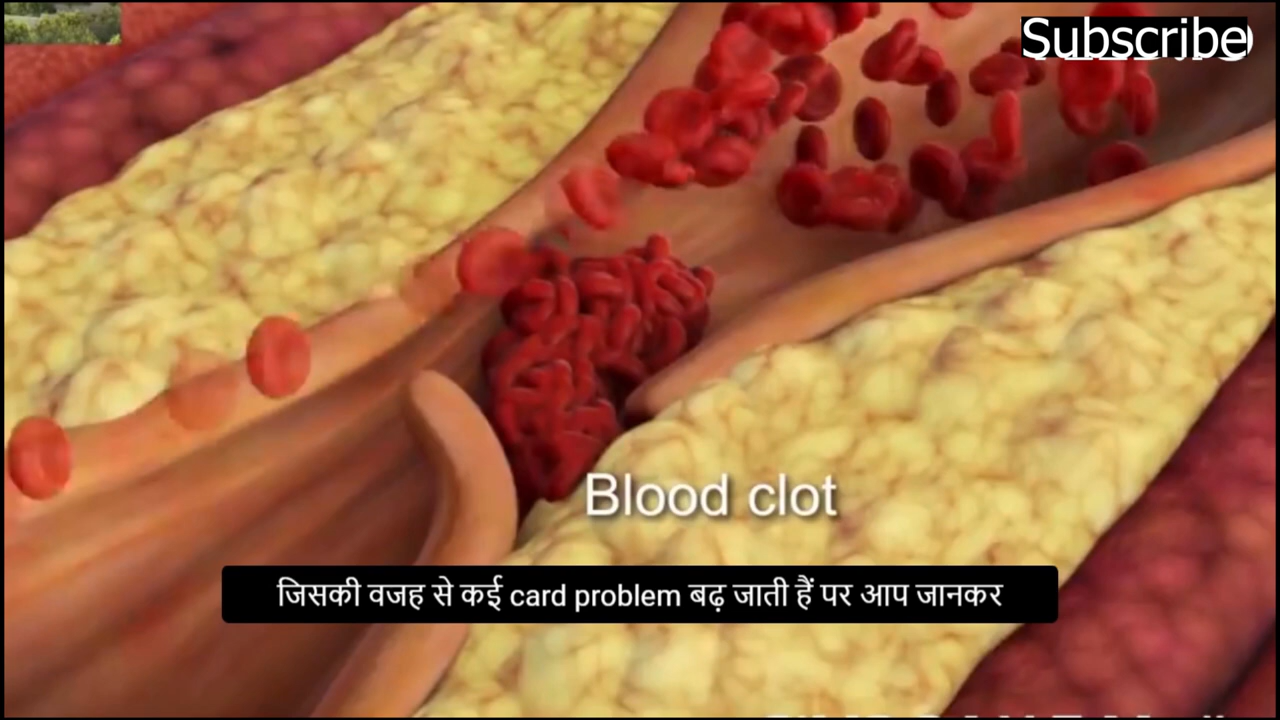 Subscribe
Blood clot
जिसकी वजह से कई card problem बढ़ जाती हैं पर आप जानकर